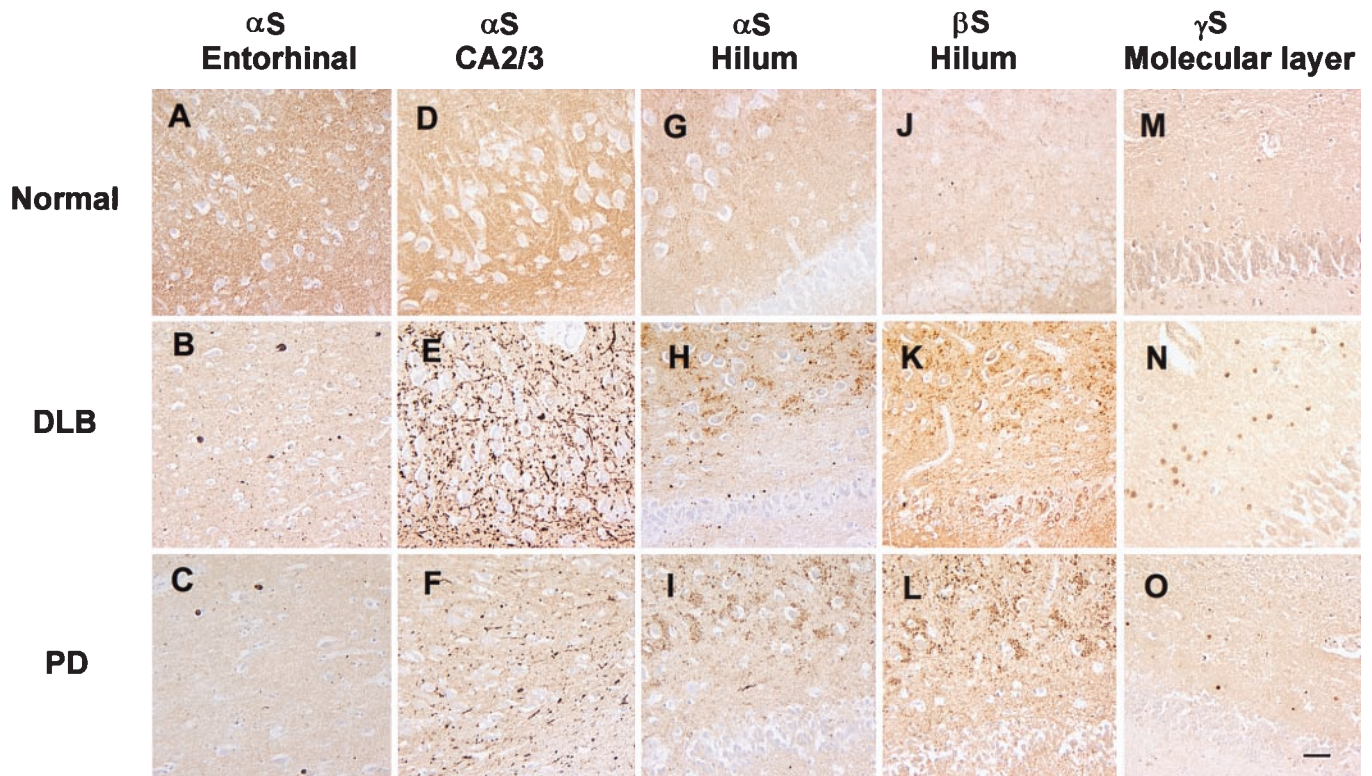 αS αS αS βS γS
Entorhinal CA2/3 Hilum Hilum Molecular layer
Normal A D G J M
DLB B E H K N
PD C F I L O